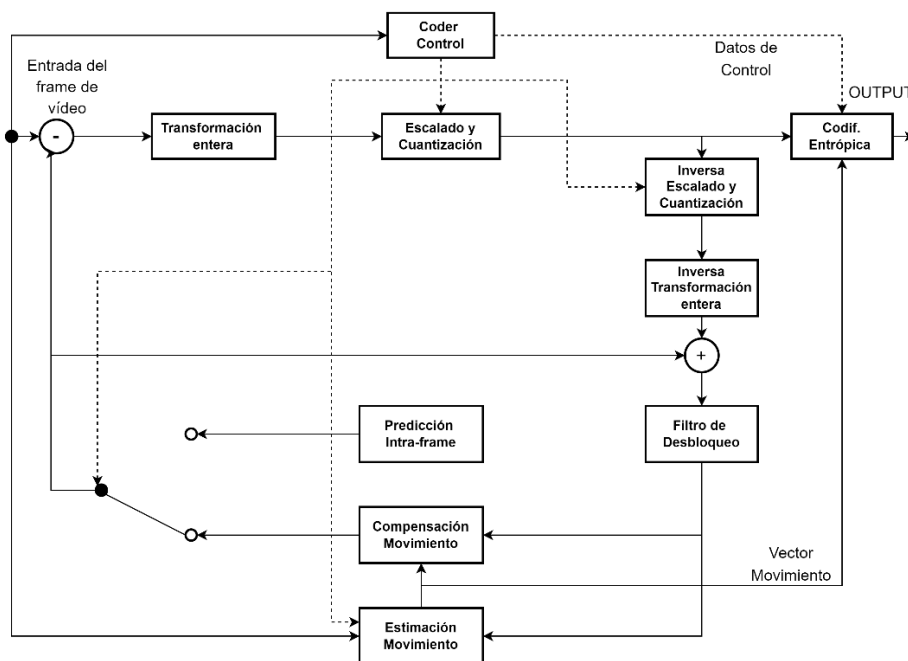 Coder
Control
Datos de
Control
Entrada del
frame de
vídeo
OUTPUT
-
Transformación
entera
Escalado y
Cuantización
Codif.
Entrópica
Inversa
Escalado y
Cuantización
Inversa
Transformación
entera
+
Predicción
Intra-frame
Filtro de
Desbloqueo
Compensación
Movimiento
Vector
Movimiento
Estimación
Movimiento